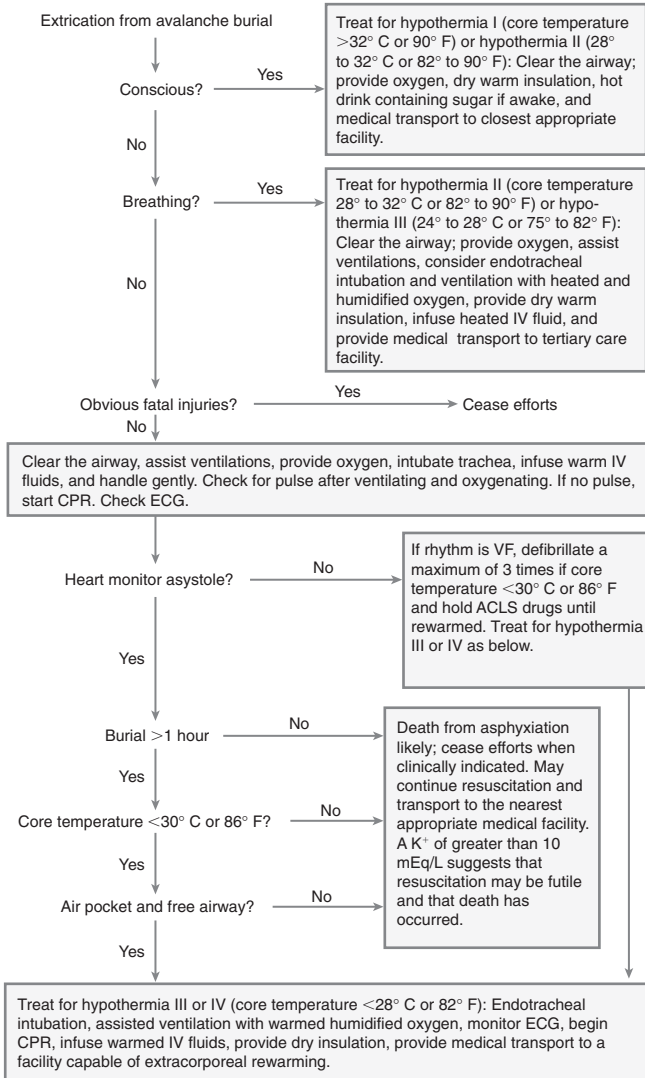 Extrication from avalanche burial
Conscious?
Yes
Treat for hypothermia I (core temperature
>32° C or 90° F) or hypothermia II (28°
to 32° C or 82° to 90° F): Clear the airway;
provide oxygen, dry warm insulation, hot
drink containing sugar if awake, and
medical transport to closest appropriate
facility.
No
Breathing?
Yes
Treat for hypothermia II (core temperature
28° to 32° C or 82° to 90° F) or hypo-
thermia III (24° to 28° C or 75° to 82° F):
Clear the airway; provide oxygen, assist
ventilations, consider endotracheal
intubation and ventilation with heated and
humidified oxygen, provide dry warm
insulation, infuse heated IV fluid, and
provide medical transport to tertiary care
facility.
No
Obvious fatal injuries?
Yes
Cease efforts
No
Clear the airway, assist ventilations, provide oxygen, intubate trachea, infuse warm IV
fluids, and handle gently. Check for pulse after ventilating and oxygenating. If no pulse,
start CPR. Check ECG.
Heart monitor asystole?
No
If rhythm is VF, defibrillate a
maximum of 3 times if core
temperature <30° C or 86° F
and hold ACLS drugs until
rewarmed. Treat for hypothermia
III or IV as below.
Yes
Burial >1 hour
No
Death from asphyxiation
likely; cease efforts when
clinically indicated. May
continue resuscitation and
transport to the nearest
appropriate medical facility.
A K⁺ of greater than 10
mEq/L suggests that
resuscitation may be futile
and that death has
occurred.
Yes
Core temperature <30° C or 86° F?
No
Yes
Air pocket and free airway?
No
Yes
Treat for hypothermia III or IV (core temperature <28° C or 82° F): Endotracheal
intubation, assisted ventilation with warmed humidified oxygen, monitor ECG, begin
CPR, infuse warmed IV fluids, provide dry insulation, provide medical transport to a
facility capable of extracorporeal rewarming.